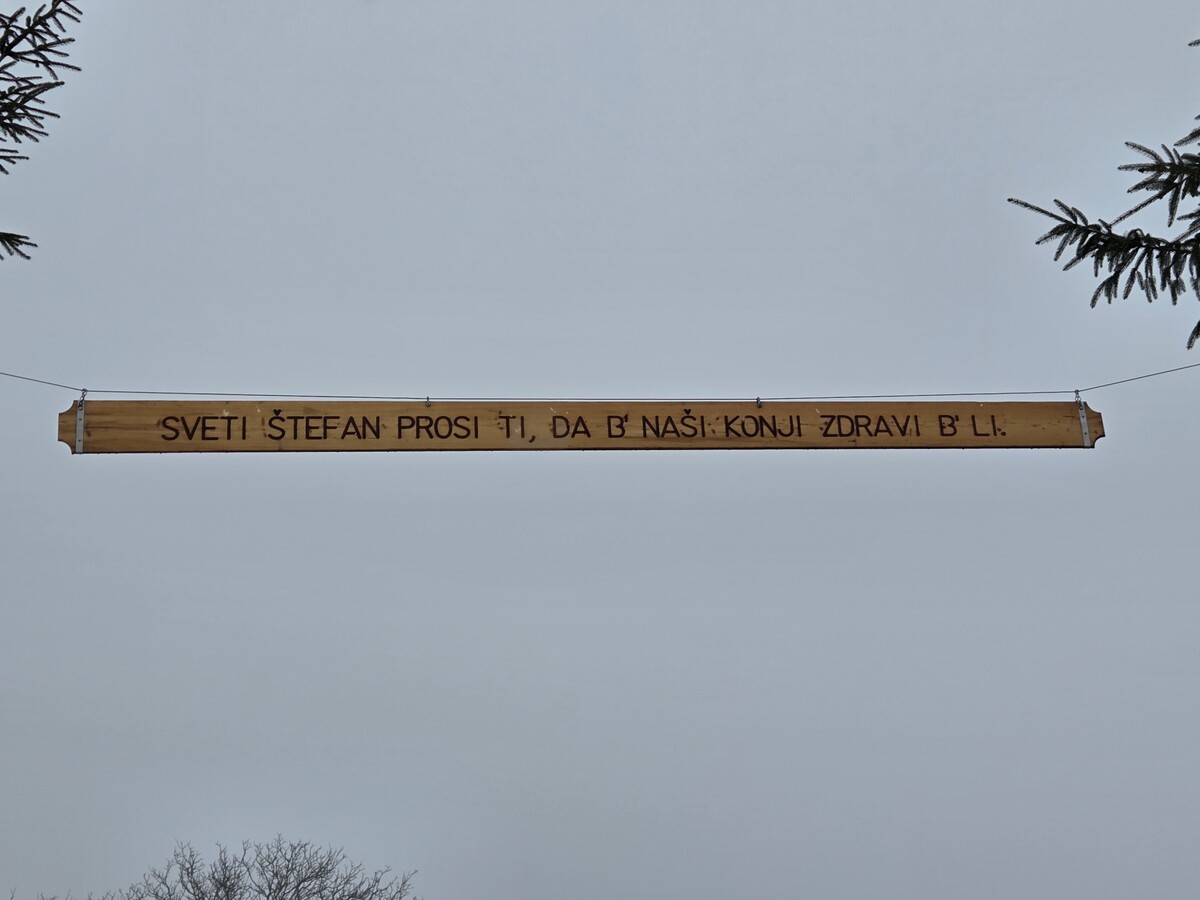 SVETI ŠTEFAN PROSI TI, DA B' NAŠI KONJI ZDRAVI B' LI.